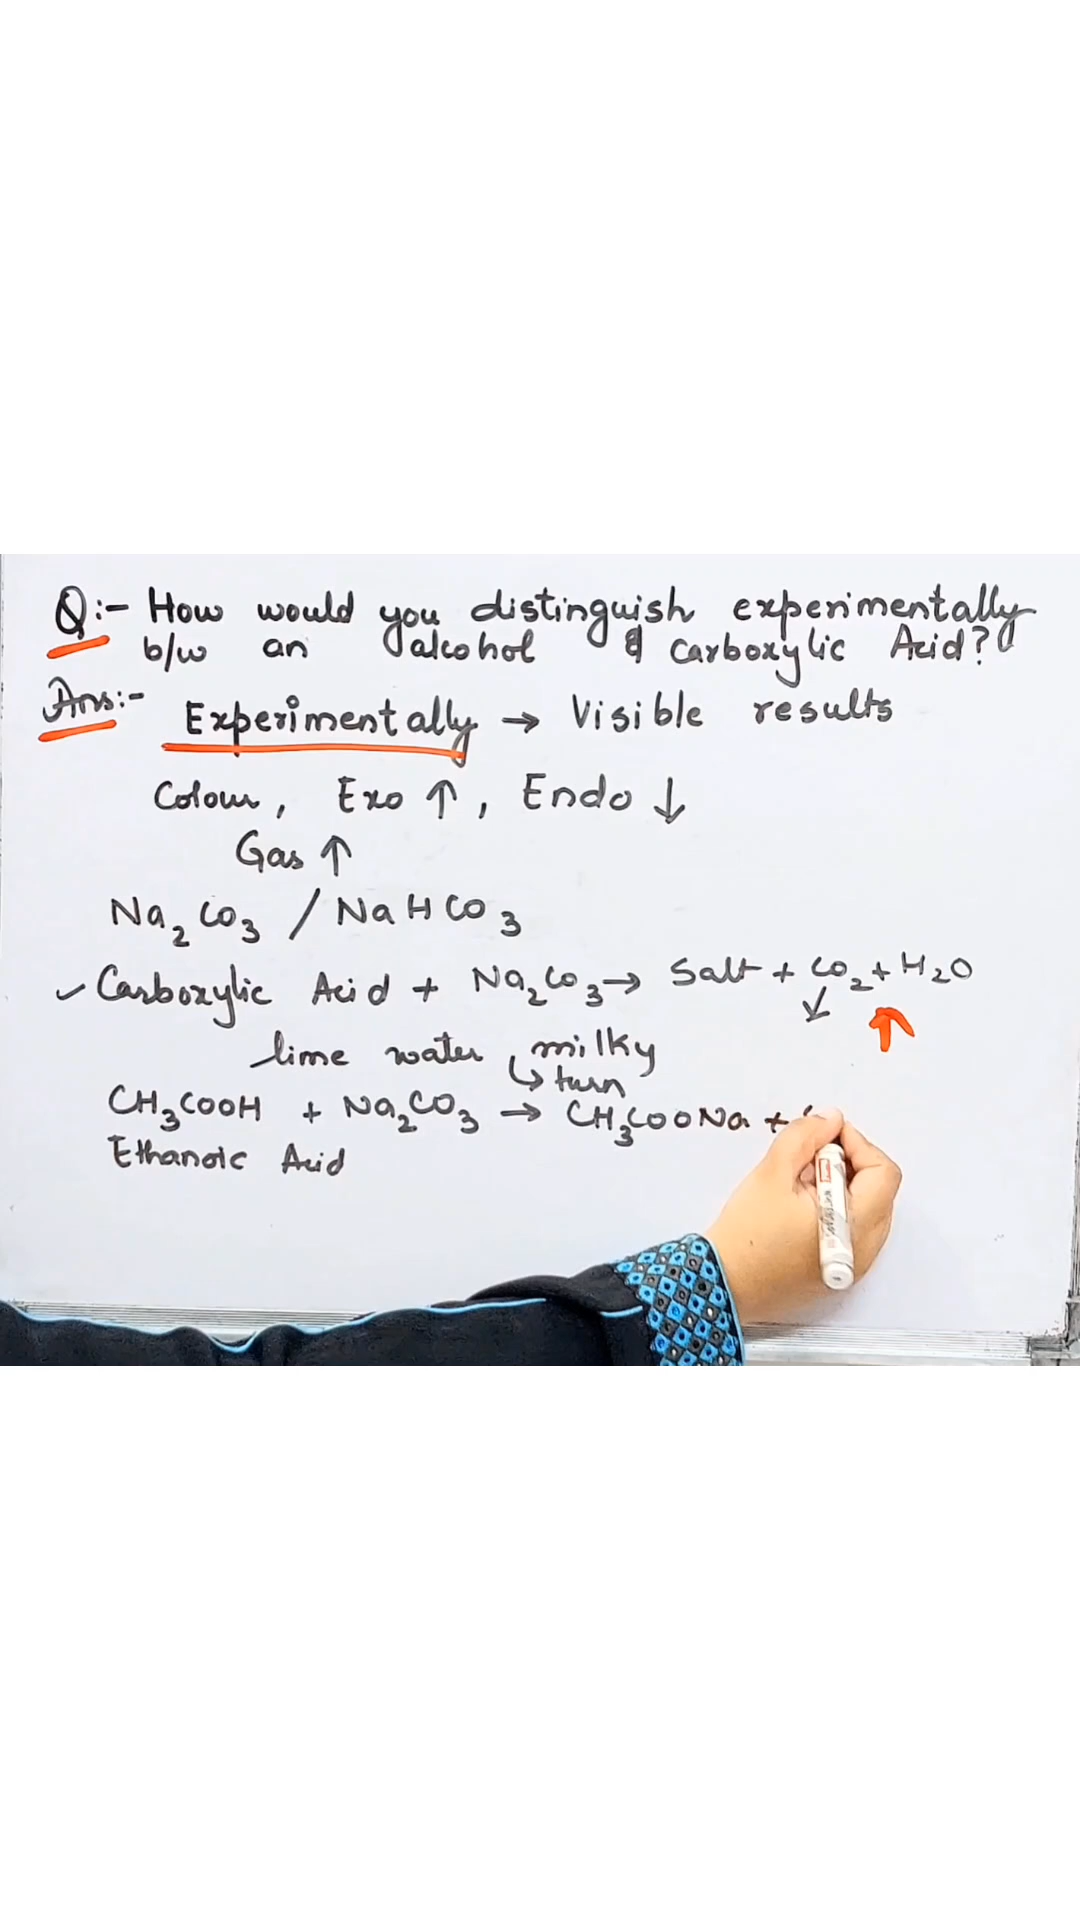 Q:- How would you distinguish experimentally
b/w an alcohol & carboxylic Acid?
Ans:- Experimentally → Visible results
Colour, Exo ↑, Endo ↓
Gas ↑
Na₂CO₃ / NaHCO₃
✓ Carboxylic Acid + Na₂CO₃ → Salt + CO₂ + H₂O
↙ ↑
lime water milky
↳ turn
CH₃COOH + Na₂CO₃ → CH₃COONa +
Ethanoic Acid